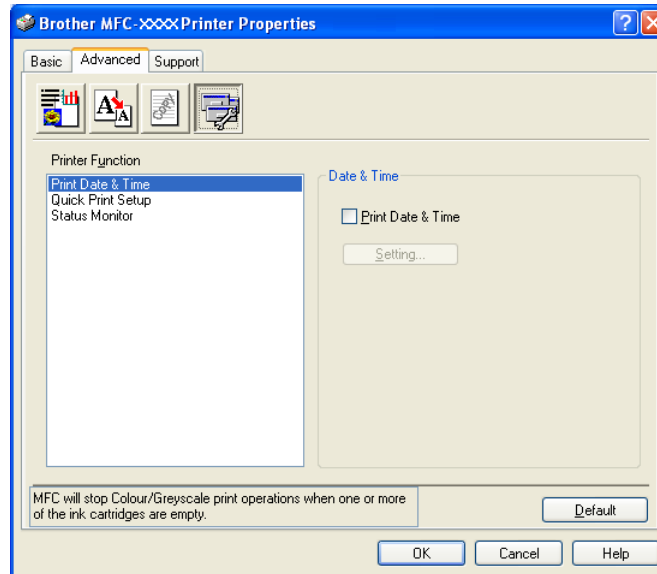 Brother MFC-XXXX Printer Properties
Basic
Advanced
Support
A A
Copy
Printer Function
Print Date & Time
Quick Print Setup
Status Monitor
Date & Time
Print Date & Time
Setting...
MFC will stop Colour/Greyscale print operations when one or more
of the ink cartridges are empty.
Default
OK
Cancel
Help